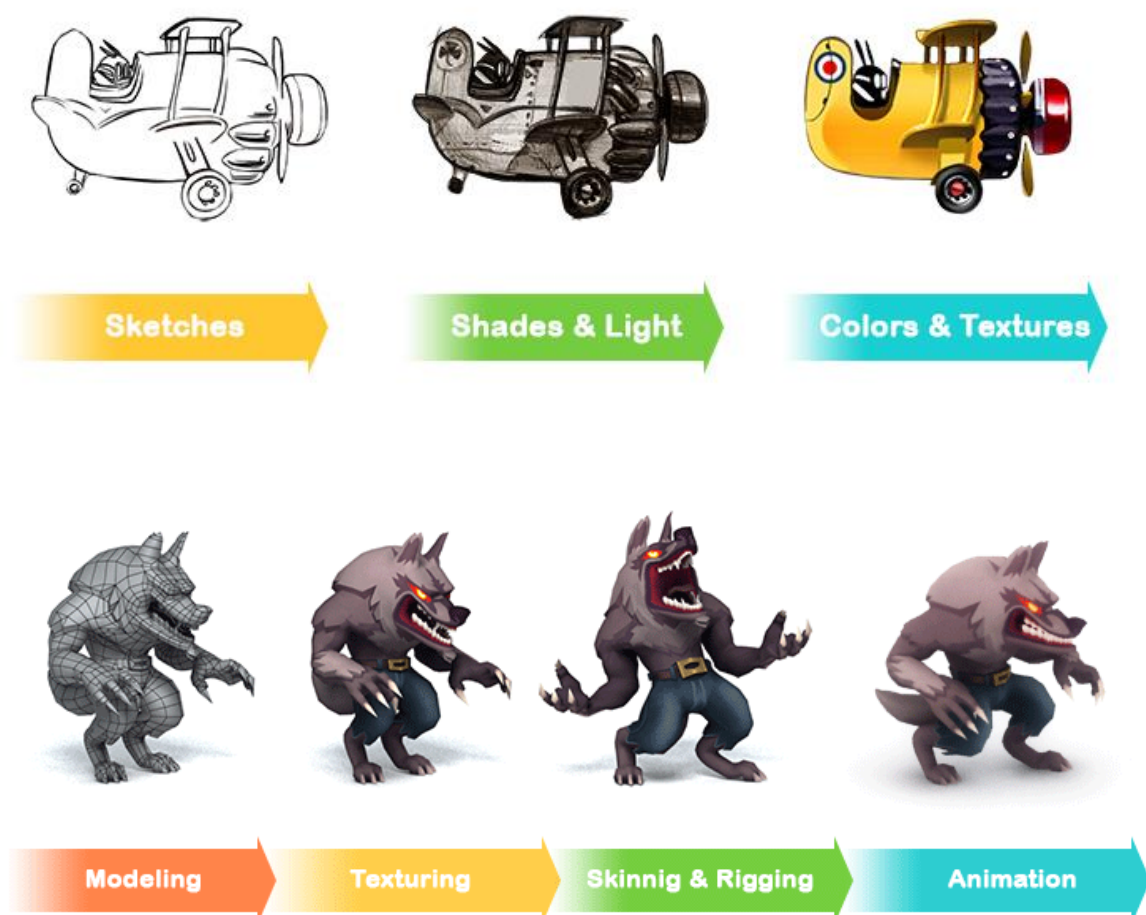 Sketches
Shades & Light
Colors & Textures
Modeling
Texturing
Skinnig & Rigging
Animation